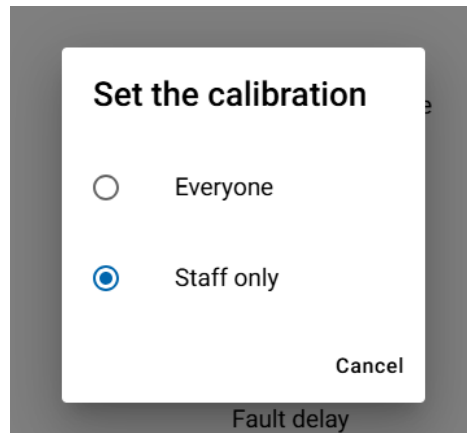 Set the calibration
Everyone
Staff only
Cancel
Fault delay